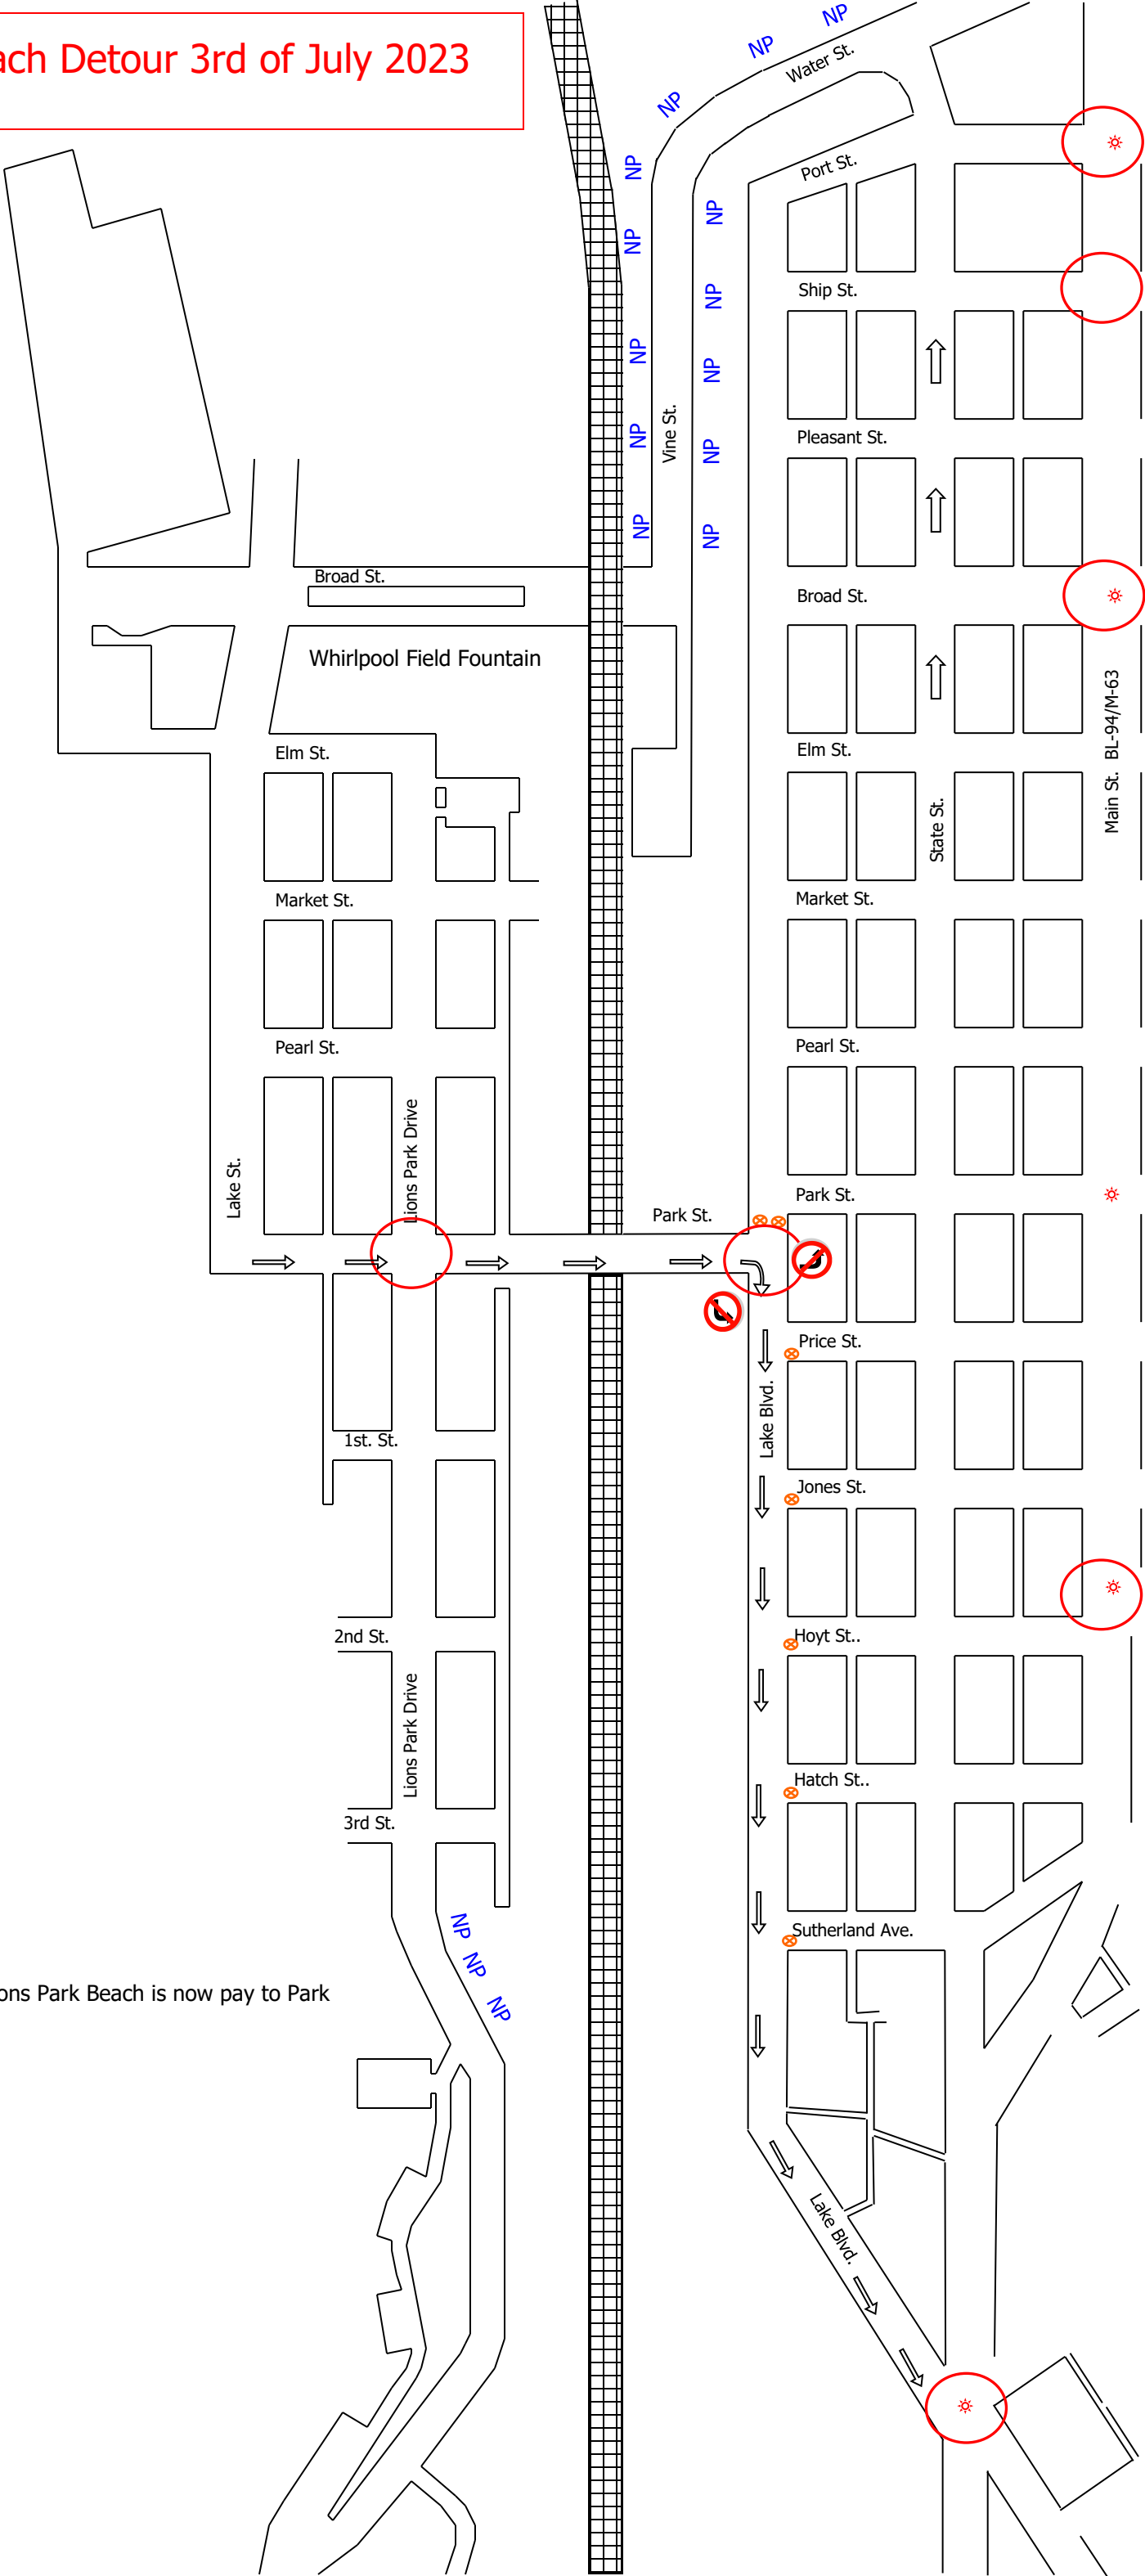 ach Detour 3rd of July 2023
NP
NP
Water St.
NP
Port St.
NP
NP
NP
Ship St.
NP
NP
NP
NP
Vine St.
Pleasant St.
NP
NP
NP
Broad St.
Broad St.
Whirlpool Field Fountain
Elm St.
Elm St.
Main St. BL-94/M-63
State St.
Market St.
Market St.
Pearl St.
Pearl St.
Lake St.
Lions Park Drive
Park St.
Park St.
Price St.
Lake Blvd.
1st. St.
Jones St.
2nd St.
Hoyt St..
Lions Park Drive
Hatch St..
3rd St.
NP
Sutherland Ave.
NP
ons Park Beach is now pay to Park
NP
Lake Blvd.